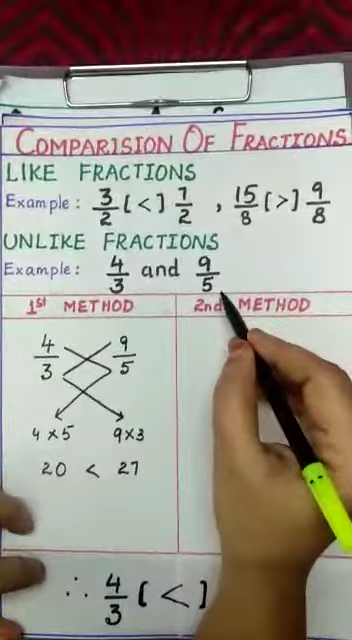 COMPARISION OF FRACTIONS
LIKE FRACTIONS
Example : 3/2 [<] 7/2 , 15/8 [>] 9/8
UNLIKE FRACTIONS
Example : 4/3 and 9/5
1st METHOD 2nd METHOD
4/3 9/5
4×5 9×3
20 < 27
∴ 4/3 [<]